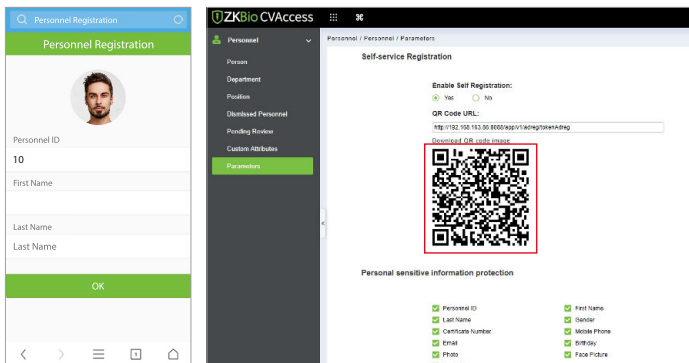 Personnel Registration
Personnel Registration
Personnel ID
10
First Name
Last Name
Last Name
OK
1
ZKBio CVAccess
Personnel
Person
Department
Position
Dismissed Personnel
Pending Review
Custom Attributes
Parameters
Personnel / Personnel / Parameters
Self-service Registration
Enable Self Registration:
Yes No
QR Code URL:
http://192.168.163.86:8088/app/v1/adreg/tokenAdreg
Download QR code image
Personal sensitive information protection
Personnel ID First Name
Last Name Gender
Certificate Number Mobile Phone
Email Birthday
Photo Face Picture